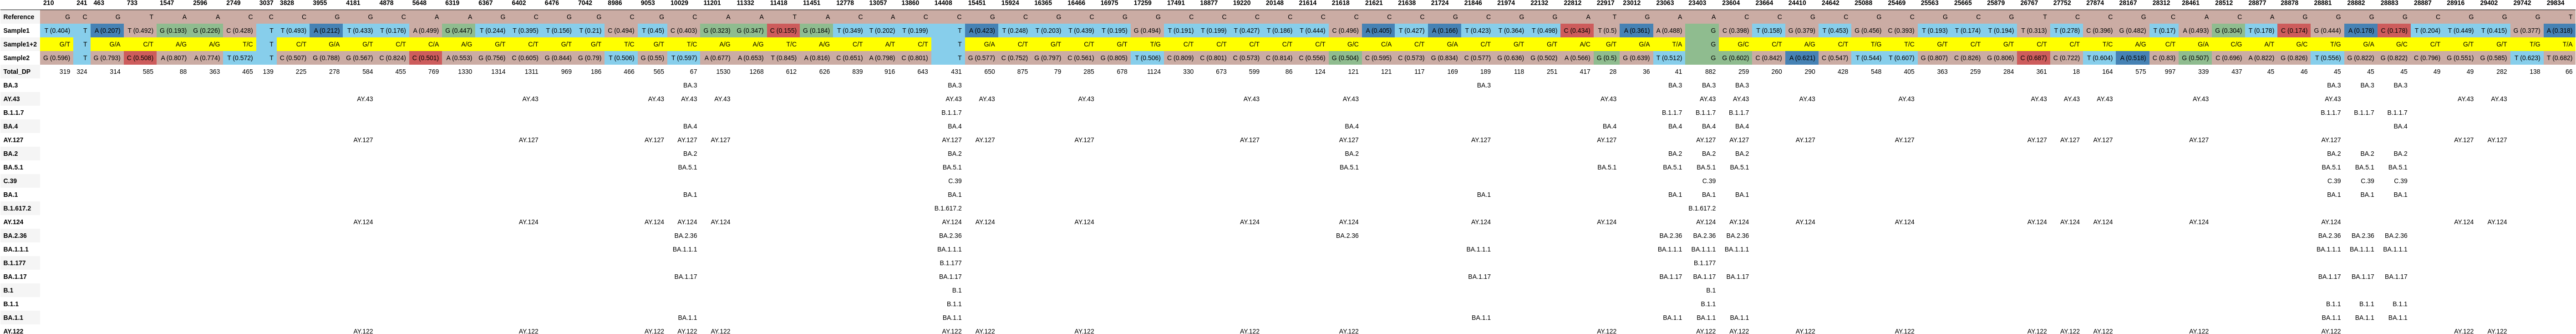 210 241 463 733 1547 2596 2749 3037 3828 3955 4181 4878 5648 6319 6367 6402 6476 7042 8986 9053 10029 11201 11332 11418 11451 12778 13057 13860 14408 15451 15924 16365 16466 16975 17259 17491 18877 19220 20148 21614 21618 21621 21638 21724 21846 21974 22132 22812 22917 23012 23063 23403 23604 23664 24410 24642 25088 25469 25563 25665 25879 26767 27752 27874 28167 28312 28461 28512 28877 28878 28881 28882 28883 28887 28916 29402 29742 29834
Reference G C G T A A C C C G G C A A G C C G C G C A A T A C A C C G C G C G G C C C C C C C C G C G G A T G A A C C G C G C G C G T C C G C A C A G G G G C G G G T
Sample1 T (0.404) T A (0.207) T (0.492) G (0.193) G (0.226) C (0.428) T T (0.493) A (0.212) T (0.433) T (0.176) A (0.499) G (0.447) T (0.244) T (0.395) T (0.156) T (0.21) C (0.494) T (0.45) C (0.403) G (0.323) G (0.347) C (0.155) G (0.184) T (0.349) T (0.202) T (0.199) T A (0.423) T (0.248) T (0.203) T (0.439) T (0.195) G (0.494) T (0.191) T (0.199) T (0.427) T (0.186) T (0.444) C (0.496) A (0.405) T (0.427) A (0.166) T (0.423) T (0.364) T (0.498) C (0.434) T (0.5) A (0.361) A (0.488) G C (0.398) T (0.158) G (0.379) T (0.453) G (0.456) C (0.393) T (0.193) T (0.174) T (0.194) T (0.313) T (0.278) C (0.396) G (0.482) T (0.17) A (0.493) G (0.304) T (0.178) C (0.174) G (0.444) A (0.178) C (0.178) T (0.204) T (0.449) T (0.415) G (0.377) A (0.318)
Sample1+2 G/T T G/A C/T A/G A/G T/C T C/T G/A G/T C/T C/A A/G G/T C/T C/T G/T T/C G/T T/C A/G A/G T/C A/G C/T A/T C/T T G/A C/T G/T C/T G/T T/G C/T C/T C/T C/T C/T G/C C/A C/T G/A C/T G/T G/T A/C G/T G/A T/A G G/C C/T A/G C/T T/G T/C G/T C/T G/T C/T C/T T/C A/G C/T G/A C/G A/T G/C T/G G/A G/C C/T G/T G/T T/G T/A
Sample2 G (0.596) T G (0.793) C (0.508) A (0.807) A (0.774) T (0.572) T C (0.507) G (0.788) G (0.567) C (0.824) C (0.501) A (0.553) G (0.756) C (0.605) G (0.844) G (0.79) T (0.506) G (0.55) T (0.597) A (0.677) A (0.653) T (0.845) A (0.816) C (0.651) A (0.798) C (0.801) T G (0.577) C (0.752) G (0.797) C (0.561) G (0.805) T (0.506) C (0.809) C (0.801) C (0.573) C (0.814) C (0.556) G (0.504) C (0.595) C (0.573) G (0.834) C (0.577) G (0.636) G (0.502) A (0.566) G (0.5) G (0.639) T (0.512) G G (0.602) C (0.842) A (0.621) C (0.547) T (0.544) T (0.607) G (0.807) C (0.826) G (0.806) C (0.687) C (0.722) T (0.604) A (0.518) C (0.83) G (0.507) C (0.696) A (0.822) G (0.826) T (0.556) G (0.822) G (0.822) C (0.796) G (0.551) G (0.585) T (0.623) T (0.682)
Total_DP 319 324 314 585 88 363 465 139 225 278 584 455 769 1330 1314 1311 969 186 466 565 67 1530 1268 612 626 839 916 643 431 650 875 79 285 678 1124 330 673 599 86 124 121 121 117 169 189 118 251 417 28 36 41 882 259 260 290 428 548 405 363 259 284 361 18 164 575 997 339 437 45 46 45 45 45 49 49 282 138 66
BA.3 BA.3 BA.3 BA.3 BA.3 BA.3 BA.3 BA.3 BA.3 BA.3
AY.43 AY.43 AY.43 AY.43 AY.43 AY.43 AY.43 AY.43 AY.43 AY.43 AY.43 AY.43 AY.43 AY.43 AY.43 AY.43 AY.43 AY.43 AY.43 AY.43 AY.43 AY.43 AY.43
B.1.1.7 B.1.1.7 B.1.1.7 B.1.1.7 B.1.1.7 B.1.1.7 B.1.1.7 B.1.1.7
BA.4 BA.4 BA.4 BA.4 BA.4 BA.4 BA.4 BA.4 BA.4
AY.127 AY.127 AY.127 AY.127 AY.127 AY.127 AY.127 AY.127 AY.127 AY.127 AY.127 AY.127 AY.127 AY.127 AY.127 AY.127 AY.127 AY.127 AY.127 AY.127 AY.127 AY.127 AY.127 AY.127
BA.2 BA.2 BA.2 BA.2 BA.2 BA.2 BA.2 BA.2 BA.2 BA.2
BA.5.1 BA.5.1 BA.5.1 BA.5.1 BA.5.1 BA.5.1 BA.5.1 BA.5.1 BA.5.1 BA.5.1 BA.5.1
C.39 C.39 C.39 C.39 C.39 C.39
BA.1 BA.1 BA.1 BA.1 BA.1 BA.1 BA.1 BA.1 BA.1 BA.1
B.1.617.2 B.1.617.2 B.1.617.2
AY.124 AY.124 AY.124 AY.124 AY.124 AY.124 AY.124 AY.124 AY.124 AY.124 AY.124 AY.124 AY.124 AY.124 AY.124 AY.124 AY.124 AY.124 AY.124 AY.124 AY.124 AY.124 AY.124 AY.124
BA.2.36 BA.2.36 BA.2.36 BA.2.36 BA.2.36 BA.2.36 BA.2.36 BA.2.36 BA.2.36 BA.2.36
BA.1.1.1 BA.1.1.1 BA.1.1.1 BA.1.1.1 BA.1.1.1 BA.1.1.1 BA.1.1.1 BA.1.1.1 BA.1.1.1 BA.1.1.1
B.1.177 B.1.177 B.1.177
BA.1.17 BA.1.17 BA.1.17 BA.1.17 BA.1.17 BA.1.17 BA.1.17 BA.1.17 BA.1.17 BA.1.17
B.1 B.1 B.1
B.1.1 B.1.1 B.1.1 B.1.1 B.1.1 B.1.1
BA.1.1 BA.1.1 BA.1.1 BA.1.1 BA.1.1 BA.1.1 BA.1.1 BA.1.1 BA.1.1 BA.1.1
AY.122 AY.122 AY.122 AY.122 AY.122 AY.122 AY.122 AY.122 AY.122 AY.122 AY.122 AY.122 AY.122 AY.122 AY.122 AY.122 AY.122 AY.122 AY.122 AY.122 AY.122 AY.122 AY.122 AY.122